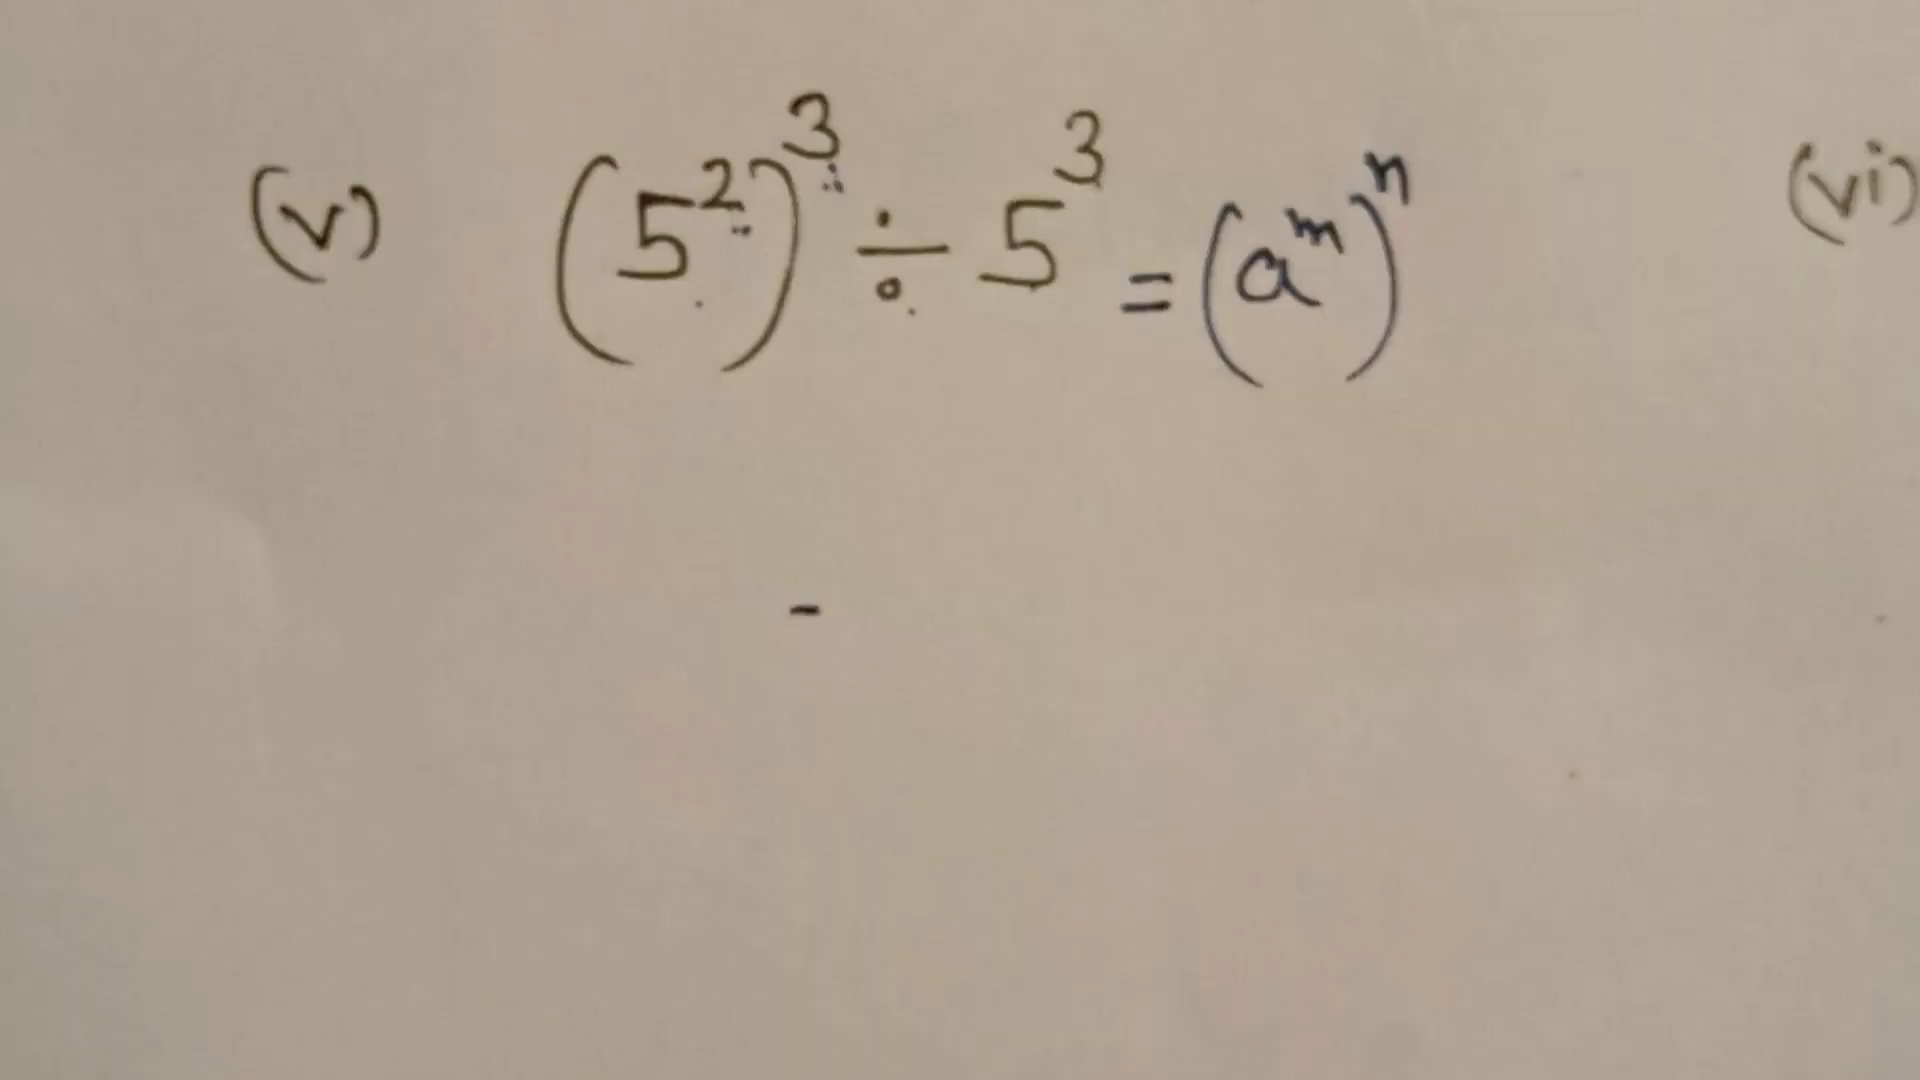 (v) (5²)³ ÷ 5³ = (aᵐ)ⁿ (vi)
-